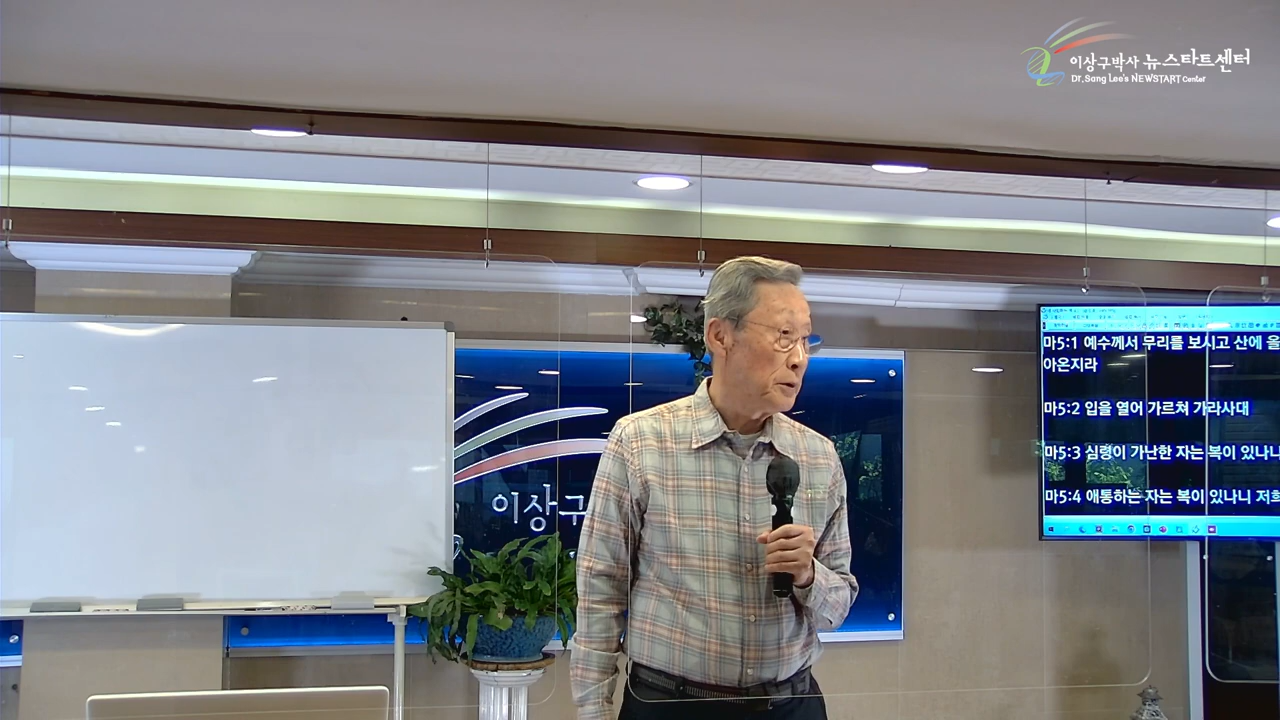 이상구박사 뉴스타트센터
Dr. Sang Lee's NEWSTART Center
이상구
마5:1 예수께서 무리를 보시고 산에 올
아온지라
마5:2 입을 열어 가르쳐 가라사대
마5:3 심령이 가난한 자는 복이 있나니
마5:4 애통하는 자는 복이 있나니 저희